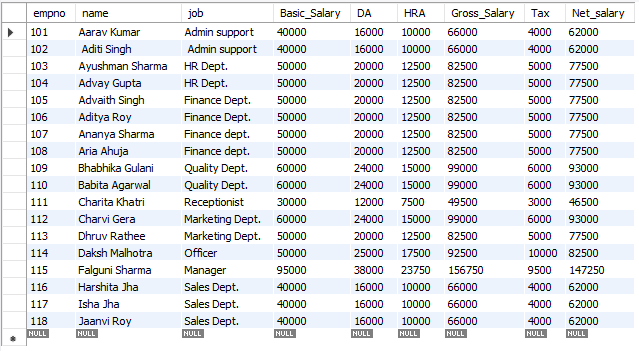 empno name job Basic_Salary DA HRA Gross_Salary Tax Net_salary
101 Aarav Kumar Admin support 40000 16000 10000 66000 4000 62000
102 Aditi Singh Admin support 40000 16000 10000 66000 4000 62000
103 Ayushman Sharma HR Dept. 50000 20000 12500 82500 5000 77500
104 Advay Gupta HR Dept. 50000 20000 12500 82500 5000 77500
105 Advaith Singh Finance Dept. 50000 20000 12500 82500 5000 77500
106 Aditya Roy Finance Dept. 50000 20000 12500 82500 5000 77500
107 Ananya Sharma Finance dept. 50000 20000 12500 82500 5000 77500
108 Aria Ahuja Finance dept. 50000 20000 12500 82500 5000 77500
109 Bhabhika Gulani Quality Dept. 60000 24000 15000 99000 6000 93000
110 Babita Agarwal Quality Dept. 60000 24000 15000 99000 6000 93000
111 Charita Khatri Receptionist 30000 12000 7500 49500 3000 46500
112 Charvi Gera Marketing Dept. 60000 24000 15000 99000 6000 93000
113 Dhruv Rathee Marketing Dept. 50000 20000 12500 82500 5000 77500
114 Daksh Malhotra Officer 50000 25000 17500 92500 10000 82500
115 Falguni Sharma Manager 95000 38000 23750 156750 9500 147250
116 Harshita Jha Sales Dept. 40000 16000 10000 66000 4000 62000
117 Isha Jha Sales Dept. 40000 16000 10000 66000 4000 62000
118 Jaanvi Roy Sales Dept. 40000 16000 10000 66000 4000 62000
NULL NULL NULL NULL NULL NULL NULL NULL NULL